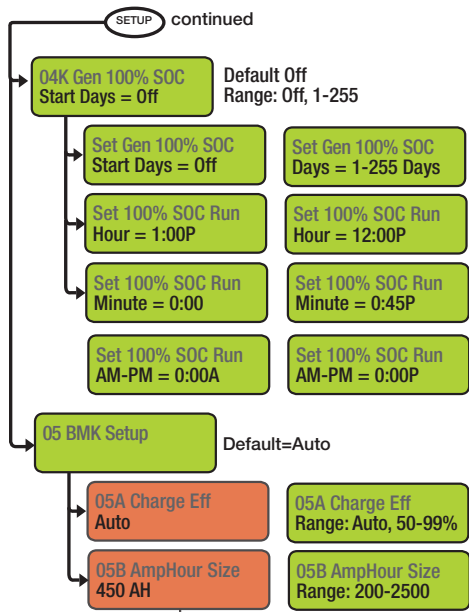 SETUP continued
04K Gen 100% SOC
Start Days = Off
Default Off
Range: Off, 1-255
Set Gen 100% SOC
Start Days = Off
Set Gen 100% SOC
Days = 1-255 Days
Set 100% SOC Run
Hour = 1:00P
Set 100% SOC Run
Hour = 12:00P
Set 100% SOC Run
Minute = 0:00
Set 100% SOC Run
Minute = 0:45P
Set 100% SOC Run
AM-PM = 0:00A
Set 100% SOC Run
AM-PM = 0:00P
05 BMK Setup
Default=Auto
05A Charge Eff
Auto
05A Charge Eff
Range: Auto, 50-99%
05B AmpHour Size
450 AH
05B AmpHour Size
Range: 200-2500